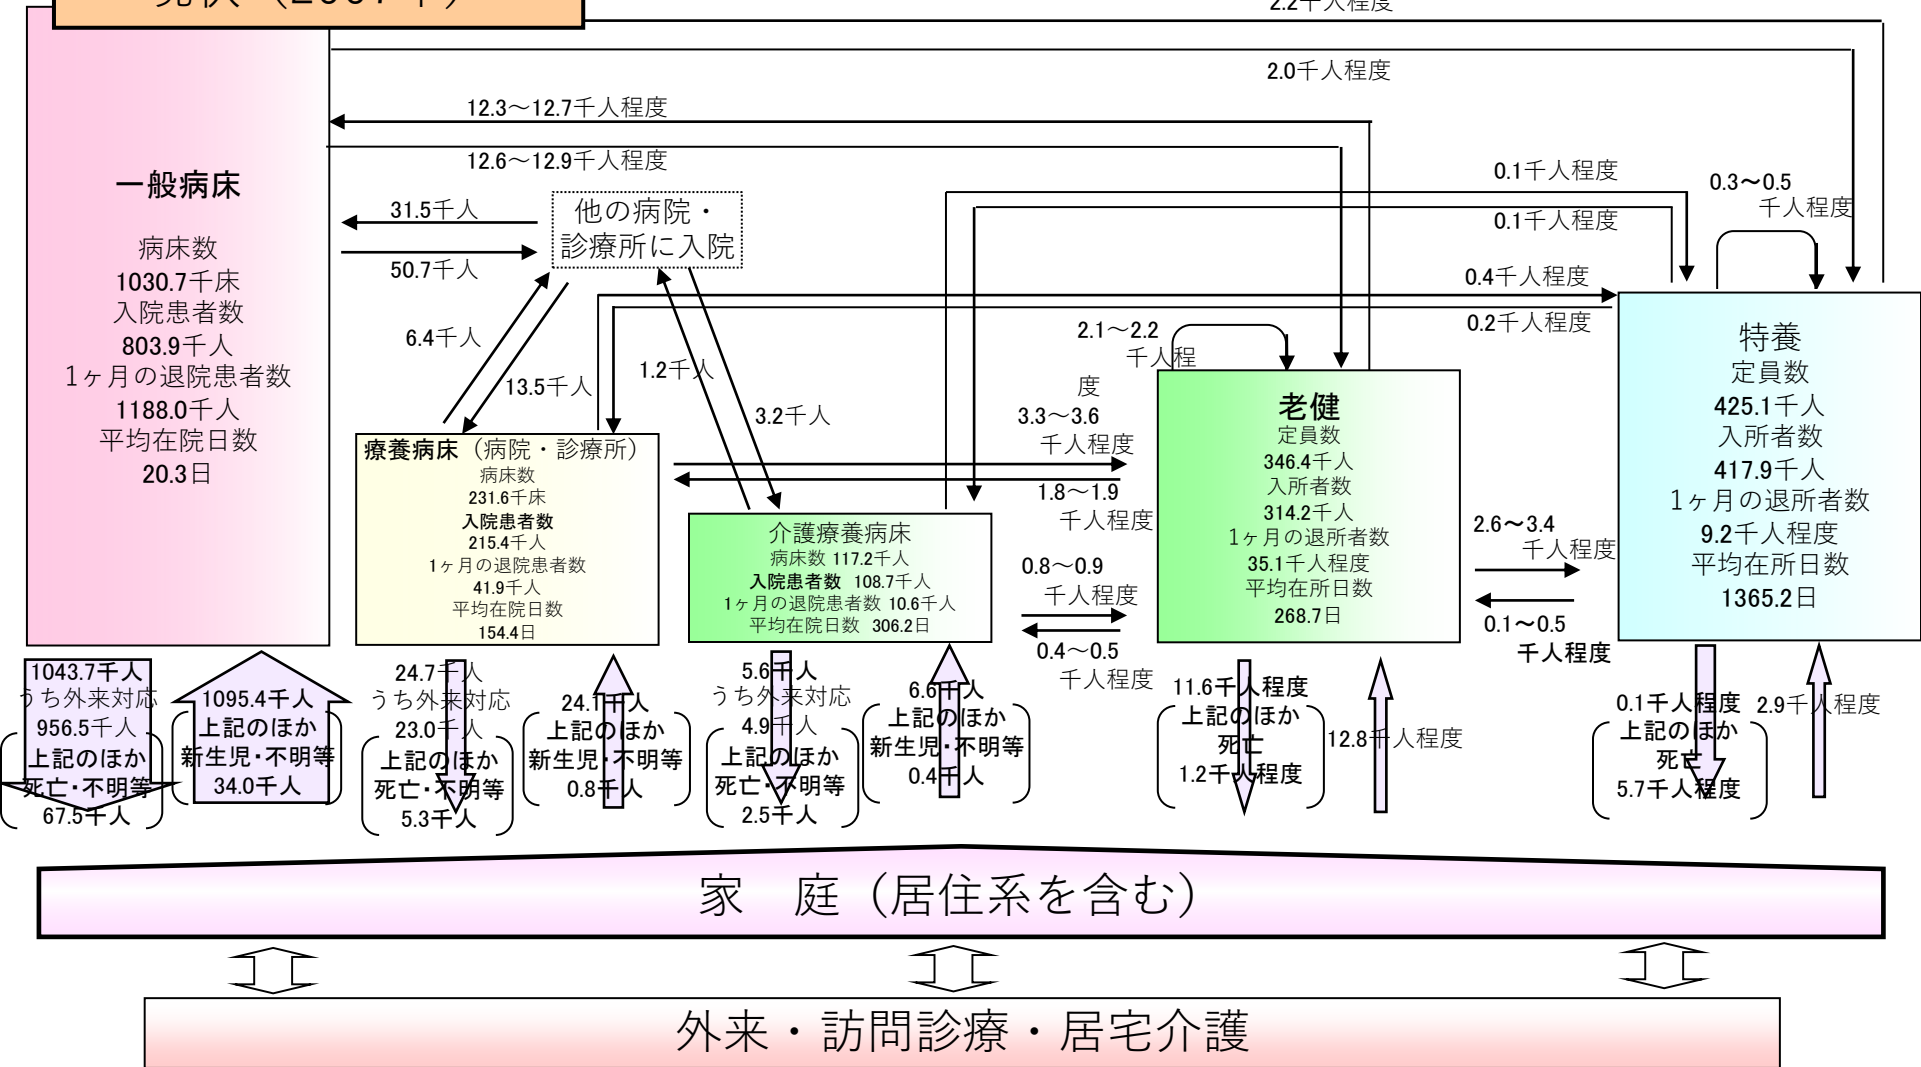 2.2千人程度
2.0千人程度
12.3～12.7千人程度
12.6～12.9千人程度
一般病床
病床数
1030.7千床
入院患者数
803.9千人
1ヶ月の退院患者数
1188.0千人
平均在院日数
20.3日
31.5千人
50.7千人
他の病院・
診療所に入院
0.1千人程度
0.1千人程度
0.3～0.5
千人程度
0.4千人程度
0.2千人程度
6.4千人
13.5千人
1.2千人
3.2千人
2.1～2.2
千人程
度
3.3～3.6
千人程度
1.8～1.9
千人程度
療養病床（病院・診療所）
病床数
231.6千床
入院患者数
215.4千人
1ヶ月の退院患者数
41.9千人
平均在院日数
154.4日
介護療養病床
病床数 117.2千人
入院患者数 108.7千人
1ヶ月の退院患者数 10.6千人
平均在院日数 306.2日
0.8～0.9
千人程度
0.4～0.5
千人程度
老健
定員数
346.4千人
入所者数
314.2千人
1ヶ月の退所者数
35.1千人程度
平均在所日数
268.7日
2.6～3.4
千人程度
0.1～0.5
千人程度
特養
定員数
425.1千人
入所者数
417.9千人
1ヶ月の退所者数
9.2千人程度
平均在所日数
1365.2日
1043.7千人
うち外来対応
956.5千人
上記のほか
死亡・不明等
67.5千人
1095.4千人
上記のほか
新生児・不明等
34.0千人
24.7千人
うち外来対応
23.0千人
上記のほか
死亡・不明等
5.3千人
24.1千人
上記のほか
新生児・不明等
0.8千人
5.6千人
うち外来対応
4.9千人
上記のほか
死亡・不明等
2.5千人
6.6千人
上記のほか
新生児・不明等
0.4千人
11.6千人程度
上記のほか
死亡
1.2千人程度
12.8千人程度
0.1千人程度
上記のほか
死亡
5.7千人程度
2.9千人程度
家　庭（居住系を含む）
外来・訪問診療・居宅介護